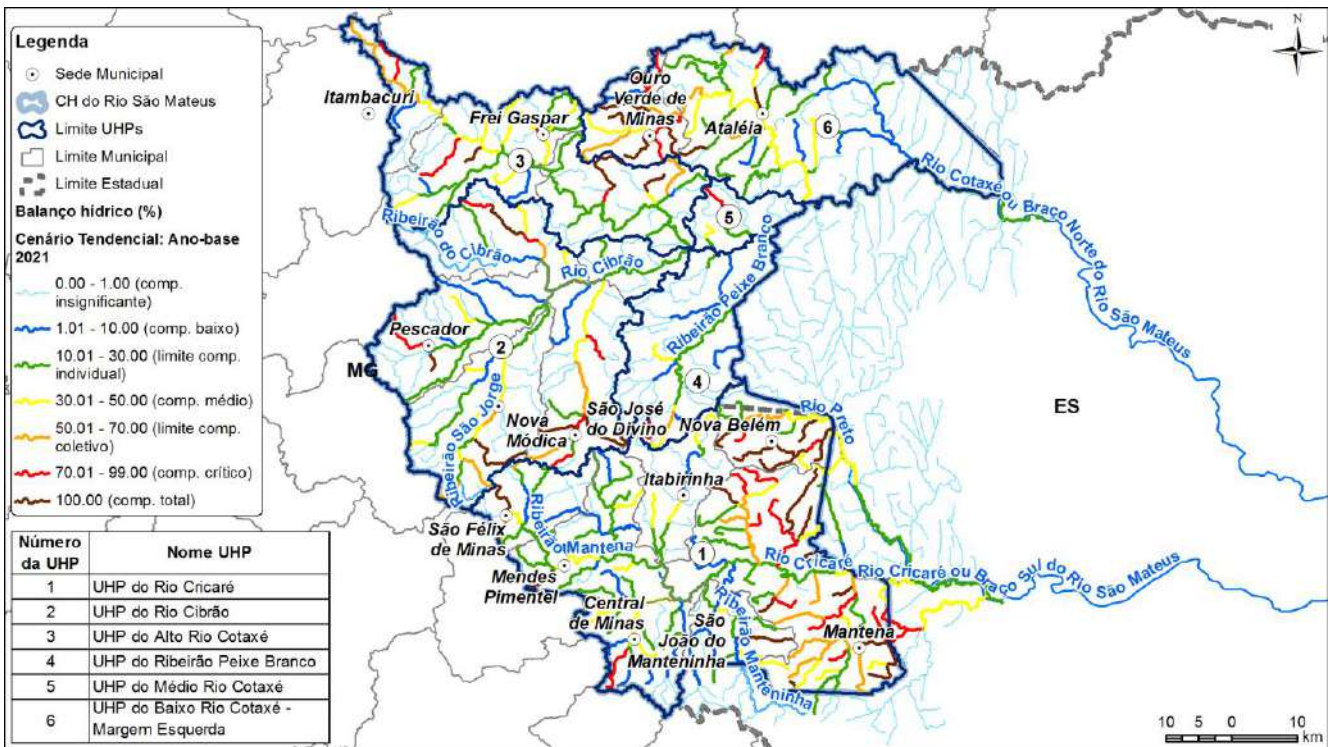 Legenda
Sede Municipal
CH do Rio São Mateus
Limite UHPs
Limite Municipal
Limite Estadual
Balanço hídrico (%)
Cenário Tendencial: Ano-base
2021
0.00 - 1.00 (comp.
insignificante)
1.01 - 10.00 (comp. baixo)
10.01 - 30.00 (limite comp.
individual)
30.01 - 50.00 (comp. médio)
50.01 - 70.00 (limite comp.
coletivo)
70.01 - 99.00 (comp. crítico)
100.00 (comp. total)
Número
da UHP
Nome UHP
1
UHP do Rio Cricaré
2
UHP do Rio Cibrão
3
UHP do Alto Rio Cotaxé
4
UHP do Ribeirão Peixe Branco
5
UHP do Médio Rio Cotaxé
6
UHP do Baixo Rio Cotaxé -
Margem Esquerda
N
Itambacuri
Frei Gaspar
Ouro
Verde de
Minas
Ataléia
6
3
5
Rio Cotaxé ou Braço Norte do Rio São Mateus
Ribeirão do Cibrão
Rio Cibrão
Ribeirão Peixe Branco
Pescador
2
MG
4
ES
Ribeirão São Jorge
Nova
Módica
São José
do Divino
Nova Belém
Rio Preto
Itabirinha
São Félix
de Minas
Ribeirão Mantena
1
Rio Cricaré
Rio Cricaré ou Braço Sul do Rio São Mateus
Mendes
Pimentel
Central
de Minas
São
João do
Manteninha
Ribeirão Manteninha
Mantena
10 5 0 10
km